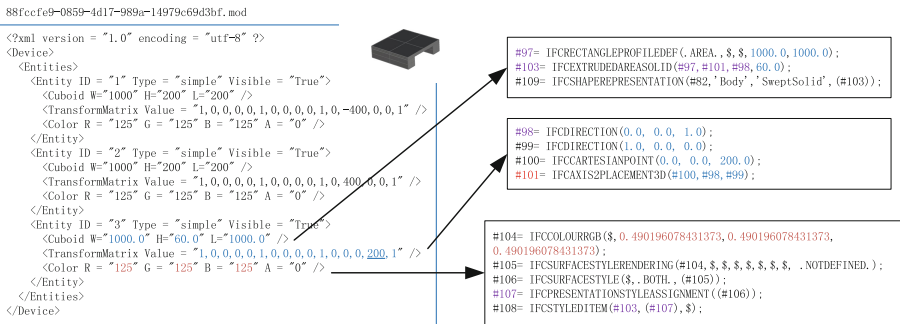 88fccfe9-0859-4d17-989a-14979c69d3bf.mod
<?xml version = "1.0" encoding = "utf-8" ?>
<Device>
<Entities>
<Entity ID = "1" Type = "simple" Visible = "True">
<Cuboid W="1000" H="200" L="200" />
<TransformMatrix Value = "1,0,0,0,0,1,0,0,0,0,1,0,-400,0,0,1" />
<Color R = "125" G = "125" B = "125" A = "0" />
</Entity>
<Entity ID = "2" Type = "simple" Visible = "True">
<Cuboid W="1000" H="200" L="200" />
<TransformMatrix Value = "1,0,0,0,0,1,0,0,0,0,1,0,400,0,0,1" />
<Color R = "125" G = "125" B = "125" A = "0" />
</Entity>
<Entity ID = "3" Type = "simple" Visible = "True">
<Cuboid W="1000.0" H="60.0" L="1000.0" />
<TransformMatrix Value = "1,0,0,0,0,1,0,0,0,0,1,0,0,0,200,1" />
<Color R = "125" G = "125" B = "125" A = "0" />
</Entity>
</Entities>
</Device>
#97= IFCRECTANGLEPROFILEDEF(.AREA.,$,$,1000.0,1000.0);
#103= IFCEXTRUDEDAREASOLID(#97,#101,#98,60.0);
#109= IFCSHAPEREPRESENTATION(#82,'Body','SweptSolid',(#103));
#98= IFCDIRECTION(0.0, 0.0, 1.0);
#99= IFCDIRECTION(1.0, 0.0, 0.0);
#100= IFCCARTESIANPOINT(0.0, 0.0, 200.0);
#101= IFCAXIS2PLACEMENT3D(#100,#98,#99);
#104= IFCCOLOURRGB($,0.490196078431373,0.490196078431373,
0.490196078431373);
#105= IFCSURFACESTYLERENDERING(#104,$,$,$,$,$,$,$, .NOTDEFINED.);
#106= IFCSURFACESTYLE($,.BOTH.,(#105));
#107= IFCPRESENTATIONSTYLEASSIGNMENT((#106));
#108= IFCSTYLEDITEM(#103,(#107),$);